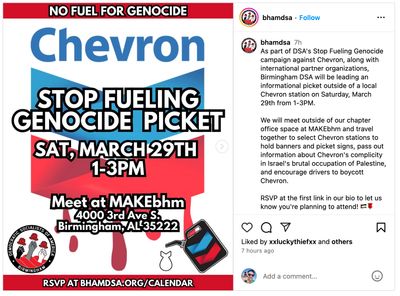 NO FUEL FOR GENOCIDE
Chevron
STOP FUELING
GENOCIDE PICKET
SAT, MARCH 29TH
1-3PM
Meet at MAKEbhm
4000 3rd Ave S.
Birmingham, AL 35222
DEMOCRATIC SOCIALISTS OF AMERICA
BIRMINGHAM
RSVP AT BHAMDSA.ORG/CALENDAR
bhamdsa • Follow
bhamdsa 7h
As part of DSA's Stop Fueling Genocide
campaign against Chevron, along with
international partner organizations,
Birmingham DSA will be leading an
informational picket outside of a local
Chevron station on Saturday, March
29th from 1-3PM.
We will meet outside of our chapter
office space at MAKEbhm and travel
together to select Chevron stations to
hold banners and picket signs, pass out
information about Chevron's complicity
in Israel's brutal occupation of Palestine,
and encourage drivers to boycott
Chevron.
RSVP at the first link in our bio to let us
know you're planning to attend!
Liked by xxluckythiefxx and others
7 hours ago
Add a comment...